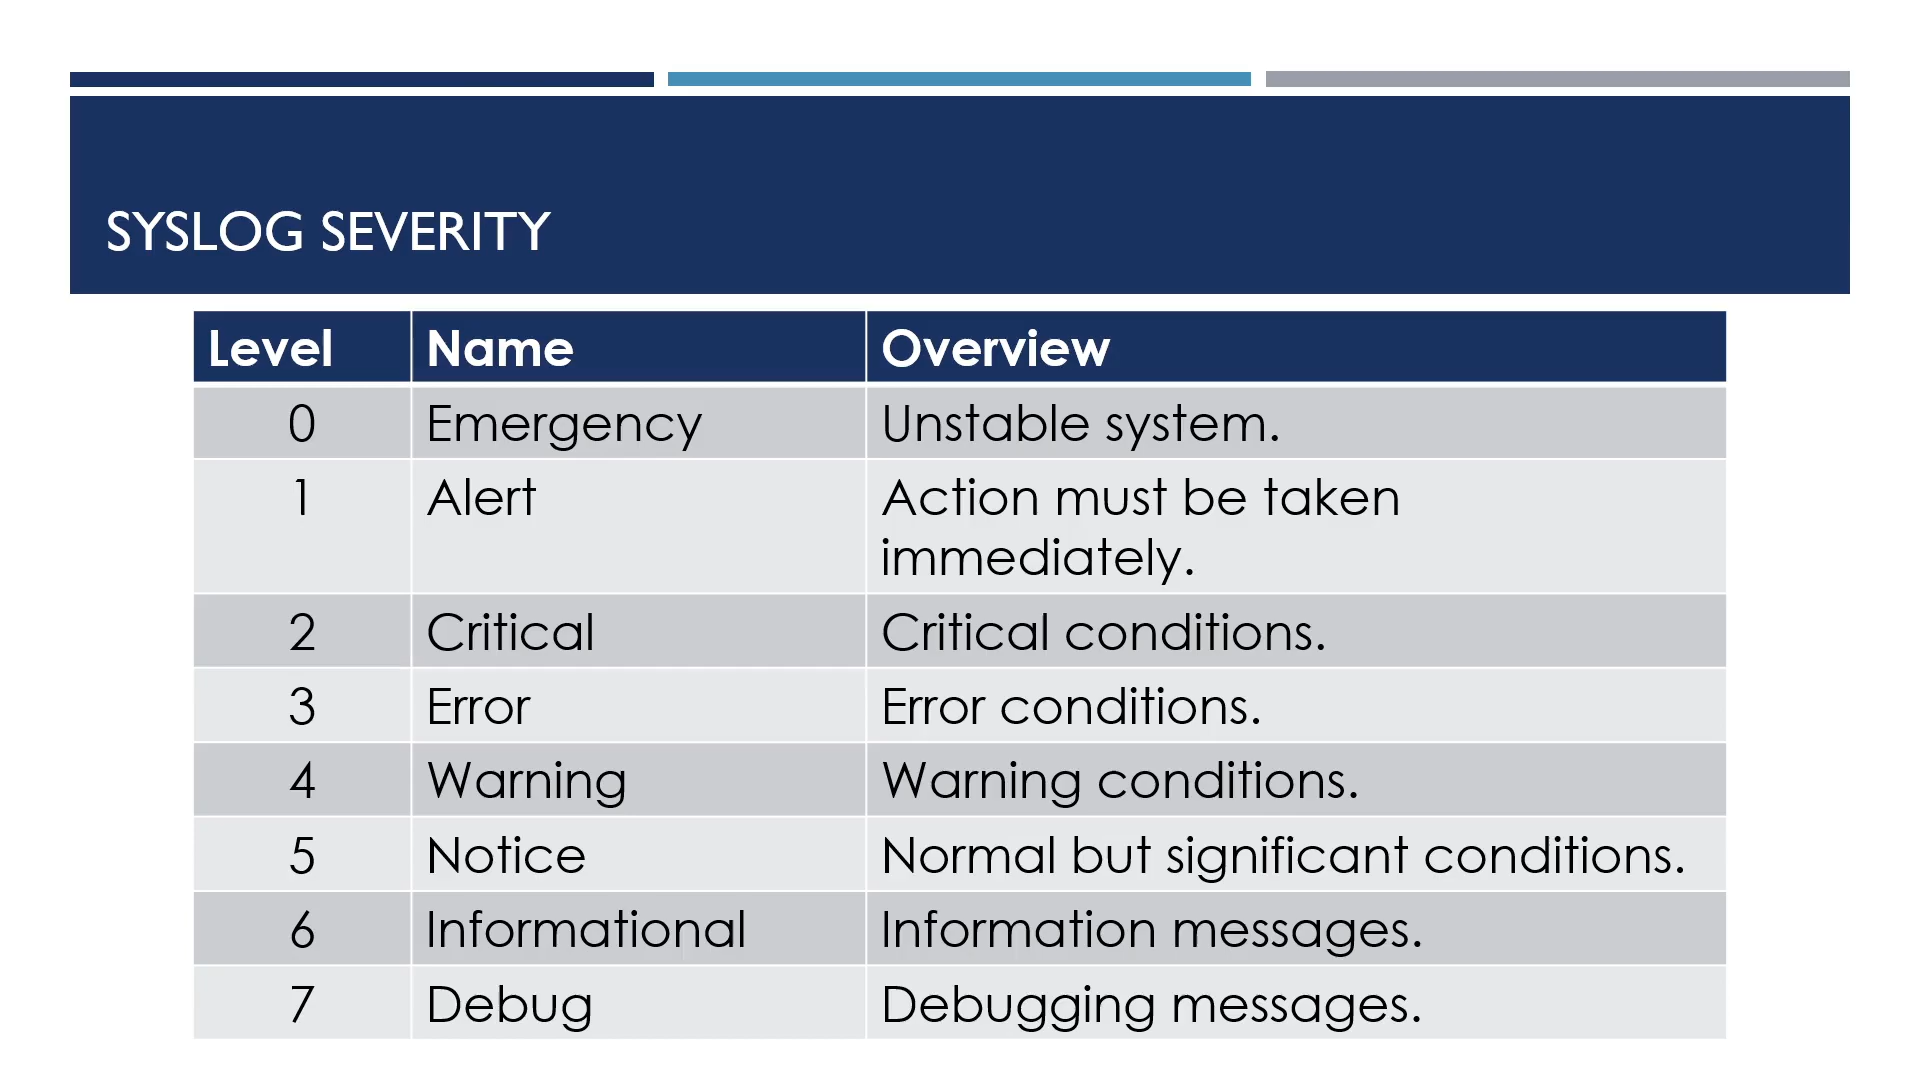 SYSLOG SEVERITY
Level Name Overview
0 Emergency Unstable system.
1 Alert Action must be taken
immediately.
2 Critical Critical conditions.
3 Error Error conditions.
4 Warning Warning conditions.
5 Notice Normal but significant conditions.
6 Informational Information messages.
7 Debug Debugging messages.